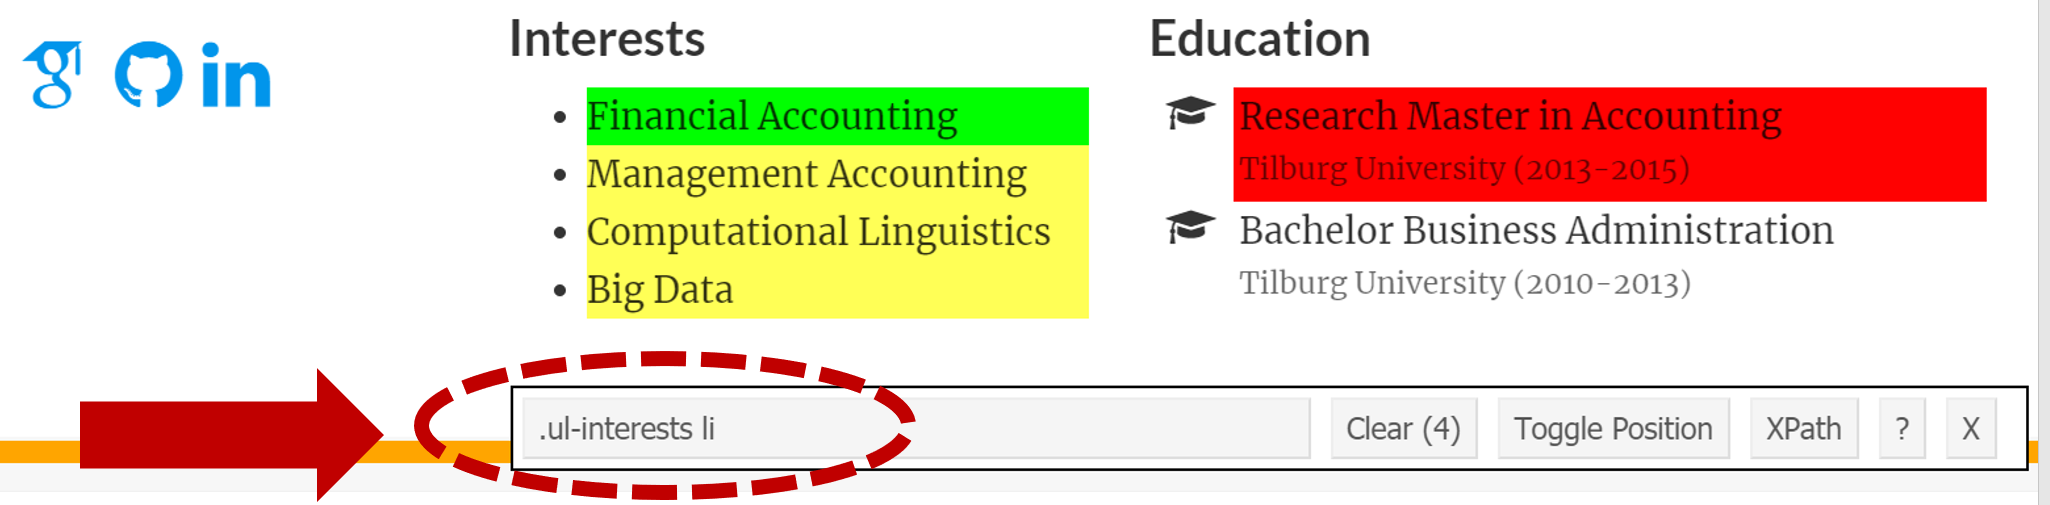 Interests
Financial Accounting
Management Accounting
Computational Linguistics
Big Data
Education
Research Master in Accounting
Tilburg University (2013-2015)
Bachelor Business Administration
Tilburg University (2010-2013)
in
.ul-interests li
Clear (4)
Toggle Position
XPath
?
X